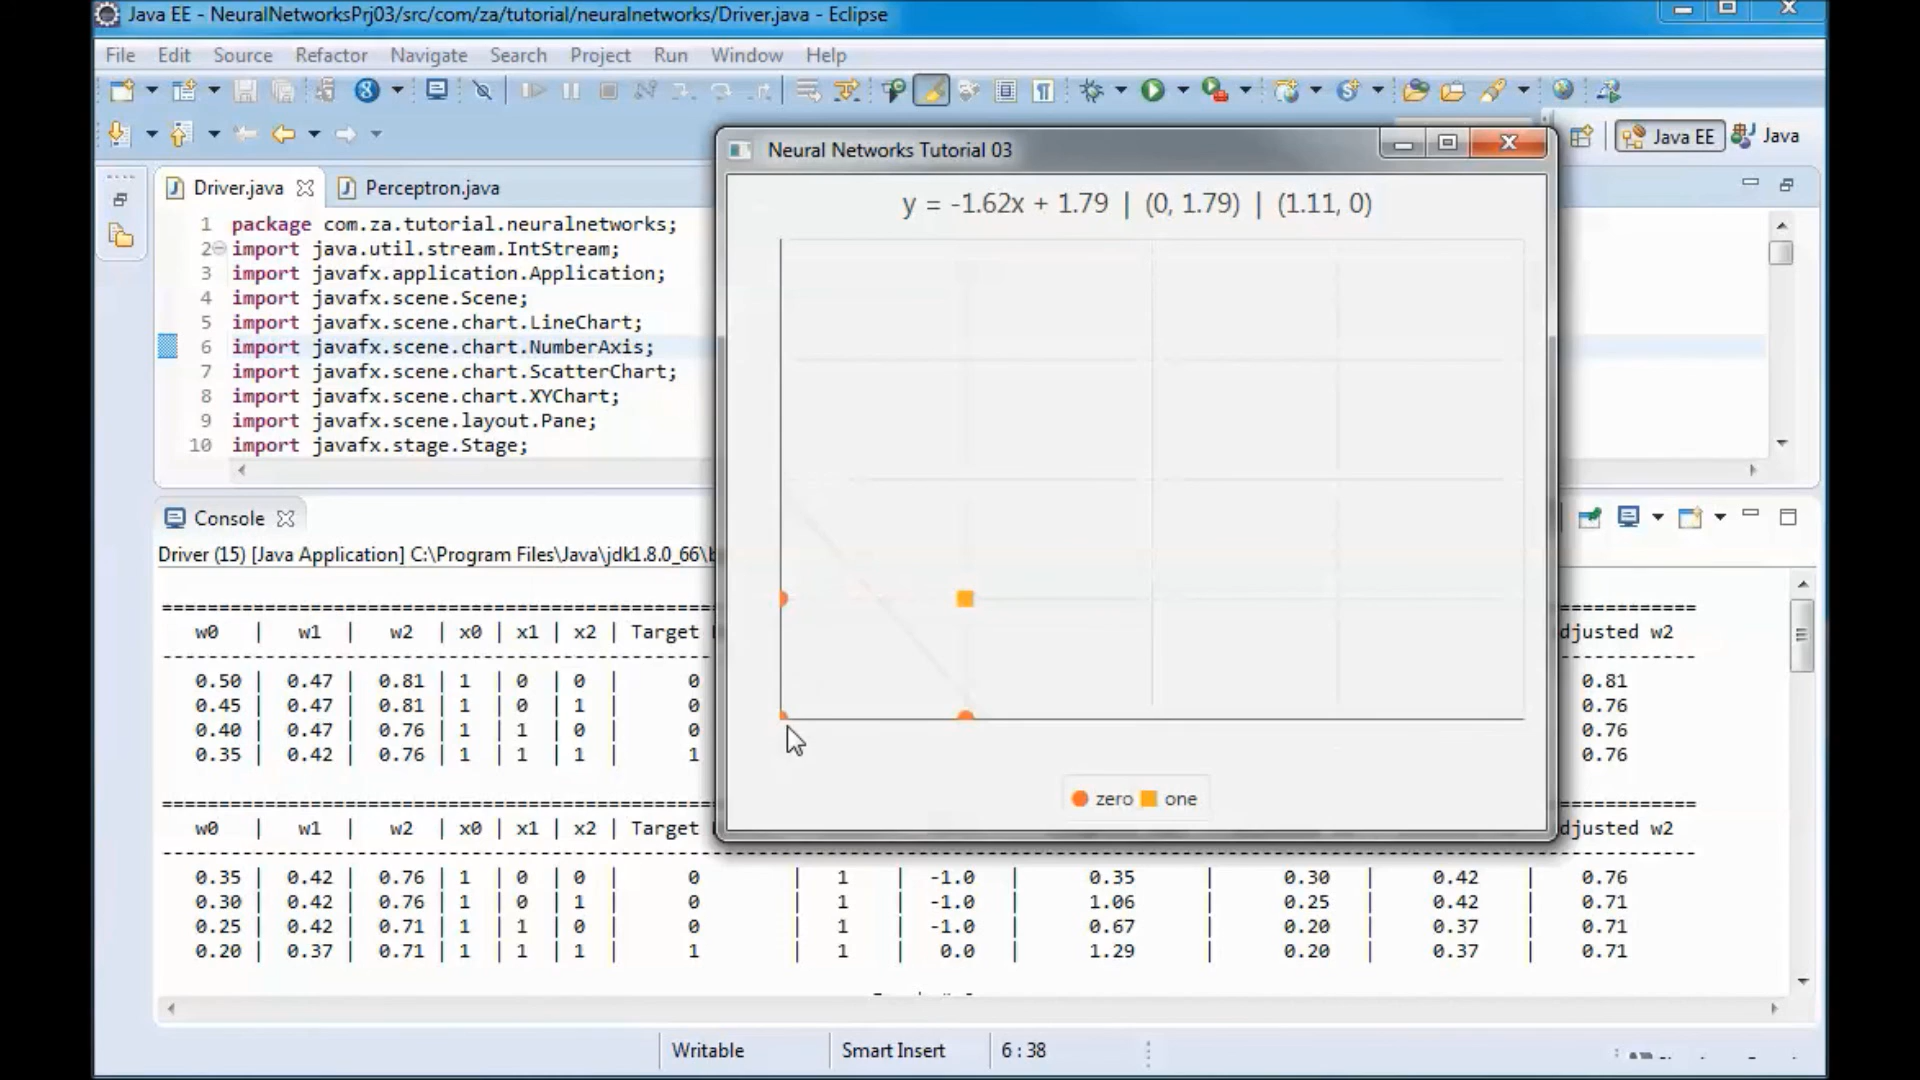 Java EE - NeuralNetworksPrj03/src/com/za/tutorial/neuralnetworks/Driver.java - Eclipse
File Edit Source Refactor Navigate Search Project Run Window Help
Java EE Java
Driver.java Perceptron.java
1 package com.za.tutorial.neuralnetworks;
2 import java.util.stream.IntStream;
3 import javafx.application.Application;
4 import javafx.scene.Scene;
5 import javafx.scene.chart.LineChart;
6 import javafx.scene.chart.NumberAxis;
7 import javafx.scene.chart.ScatterChart;
8 import javafx.scene.chart.XYChart;
9 import javafx.scene.layout.Pane;
10 import javafx.stage.Stage;
Neural Networks Tutorial 03
y = -1.62x + 1.79 | (0, 1.79) | (1.11, 0)
zero one
Console
Driver (15) [Java Application] C:\Program Files\Java\jdk1.8.0_66\b
w0 | w1 | w2 | x0 | x1 | x2 | Target djusted w2
0.50 | 0.47 | 0.81 | 1 | 0 | 0 | 0 0.81
0.45 | 0.47 | 0.81 | 1 | 0 | 1 | 0 0.76
0.40 | 0.47 | 0.76 | 1 | 1 | 0 | 0 0.76
0.35 | 0.42 | 0.76 | 1 | 1 | 1 | 1 0.76
w0 | w1 | w2 | x0 | x1 | x2 | Target djusted w2
0.35 | 0.42 | 0.76 | 1 | 0 | 0 | 0 | 1 | -1.0 | 0.35 | 0.30 | 0.42 | 0.76
0.30 | 0.42 | 0.76 | 1 | 0 | 1 | 0 | 1 | -1.0 | 1.06 | 0.25 | 0.42 | 0.71
0.25 | 0.42 | 0.71 | 1 | 1 | 0 | 0 | 1 | -1.0 | 0.67 | 0.20 | 0.37 | 0.71
0.20 | 0.37 | 0.71 | 1 | 1 | 1 | 1 | 1 | 0.0 | 1.29 | 0.20 | 0.37 | 0.71
Writable Smart Insert 6 : 38